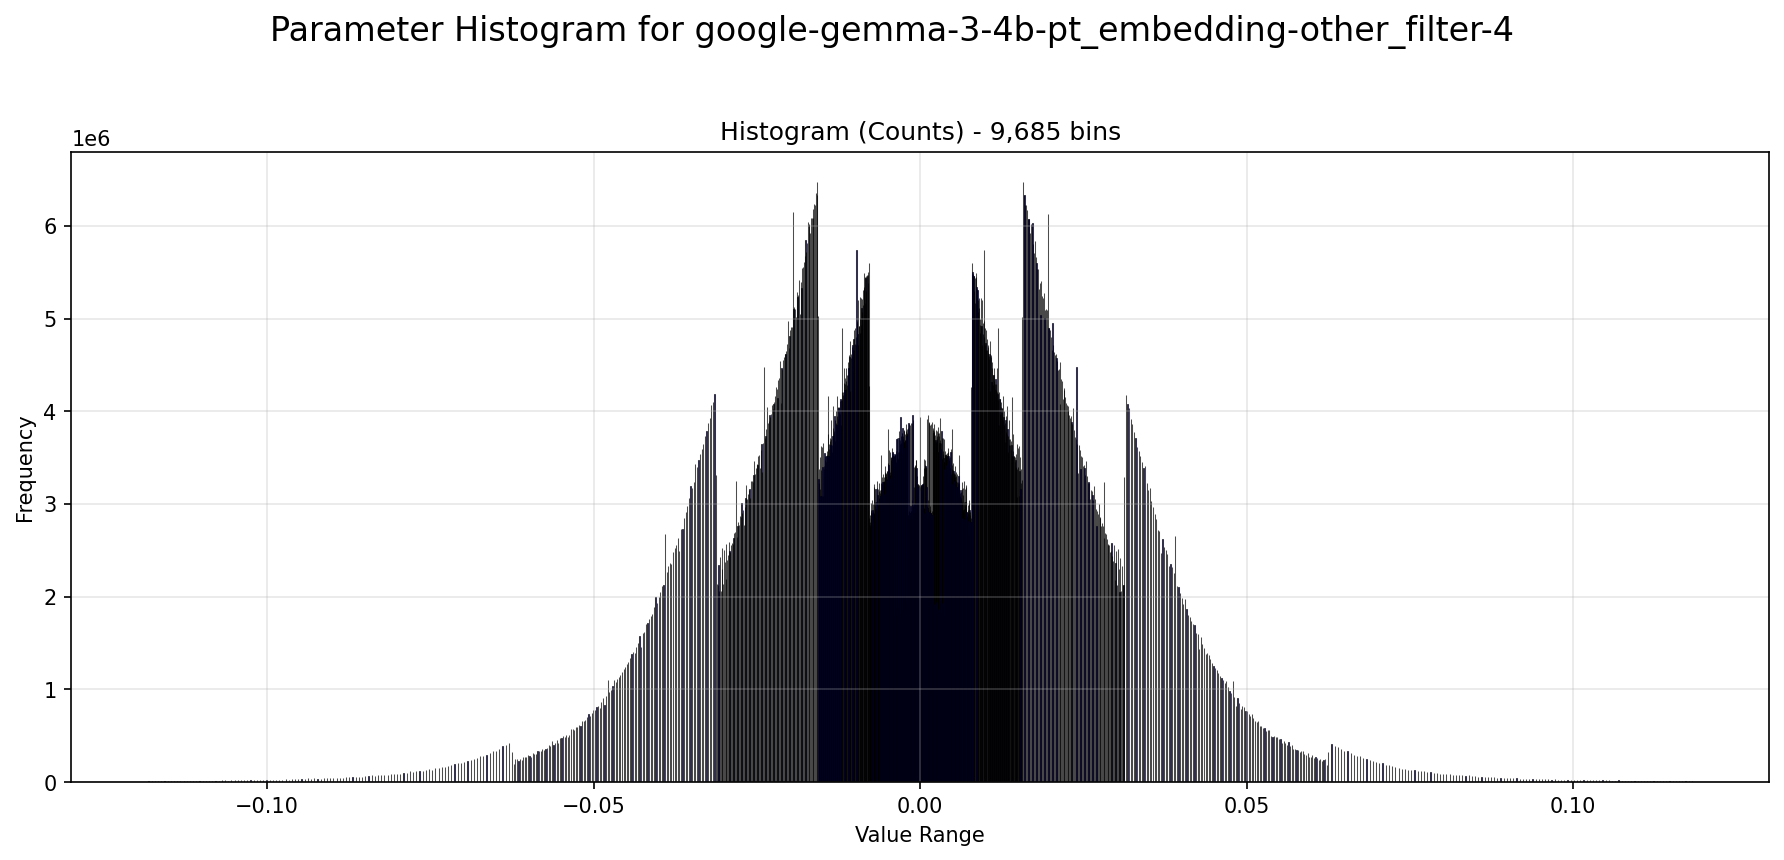 Parameter Histogram for google-gemma-3-4b-pt_embedding-other_filter-4
Histogram (Counts) - 9,685 bins
1e6
6
5
4
3
2
1
0
Frequency
−0.10
−0.05
0.00
0.05
0.10
Value Range